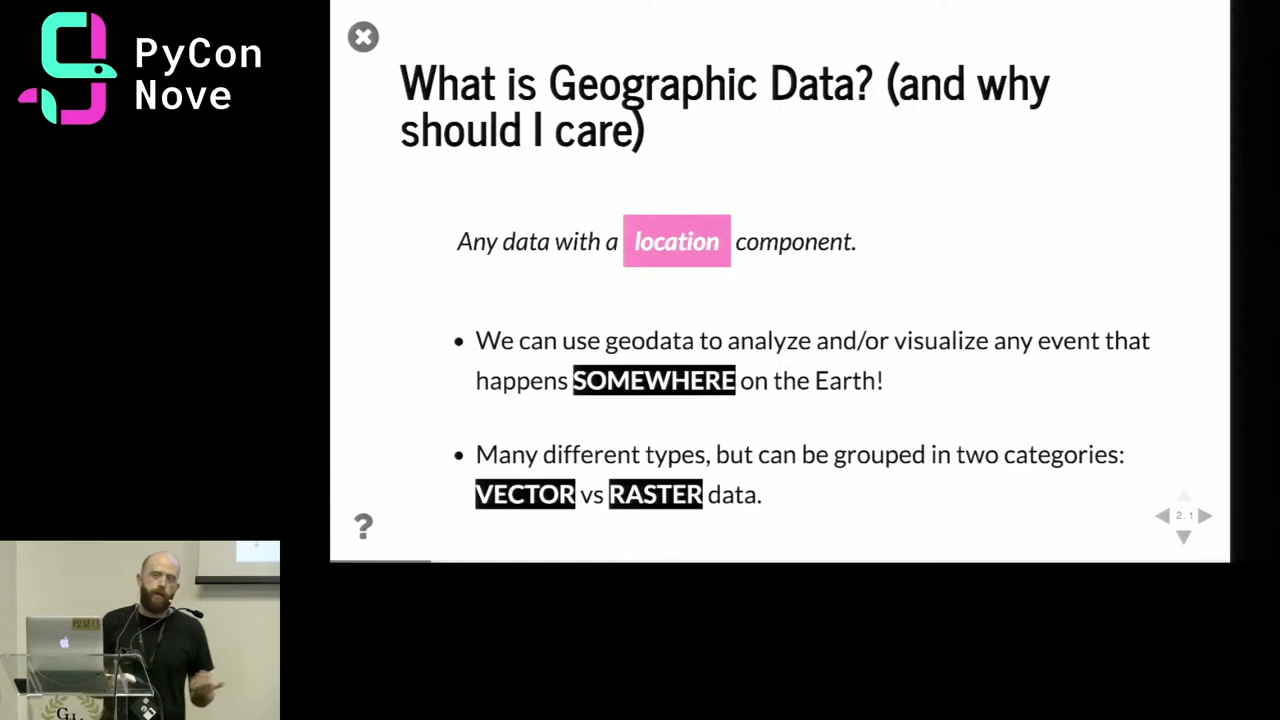 PyCon
Nove
What is Geographic Data? (and why
should I care)
Any data with a location component.
• We can use geodata to analyze and/or visualize any event that
happens SOMEWHERE on the Earth!
• Many different types, but can be grouped in two categories:
VECTOR vs RASTER data.
?
2.1